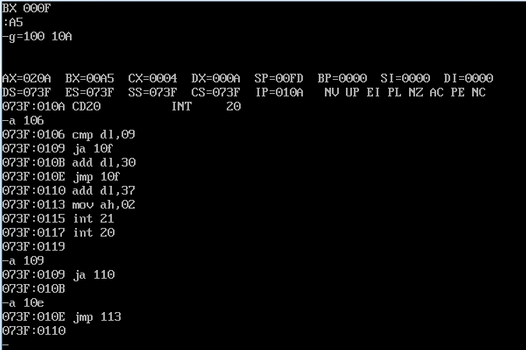 BX 000F
:A5
-g=100 10A
AX=020A BX=00A5 CX=0004 DX=000A SP=00FD BP=0000 SI=0000 DI=0000
DS=073F ES=073F SS=073F CS=073F IP=010A NV UP EI PL NZ AC PE NC
073F:010A CD20 INT 20
-a 106
073F:0106 cmp dl,09
073F:0109 ja 10f
073F:010B add dl,30
073F:010E jmp 10f
073F:0110 add dl,37
073F:0113 mov ah,02
073F:0115 int 21
073F:0117 int 20
073F:0119
-a 109
073F:0109 ja 110
073F:010B
-a 10e
073F:010E jmp 113
073F:0110
-